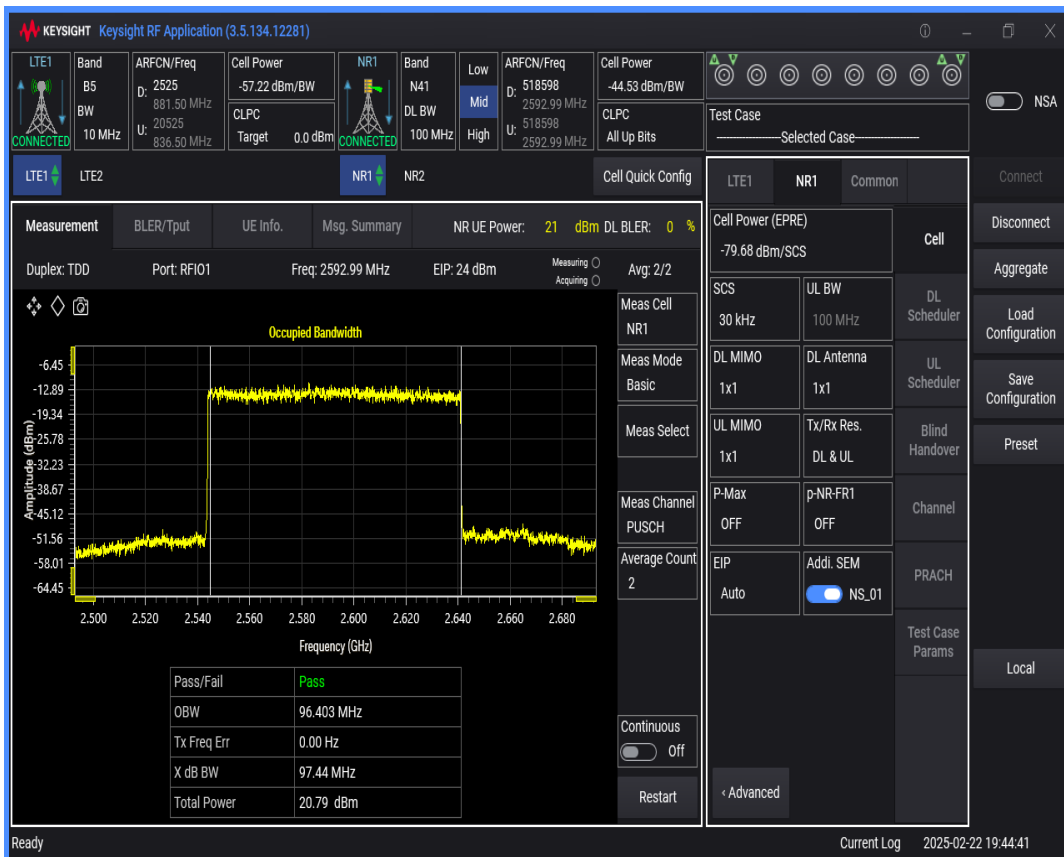 KEYSIGHT Keysight RF Application (3.5.134.12281)
LTE1
CONNECTED
Band
B5
BW
10 MHz
ARFCN/Freq
D: 2525
881.50 MHz
U: 20525
836.50 MHz
Cell Power
-57.22 dBm/BW
CLPC
Target 0.0 dBm
NR1
CONNECTED
Band
N41
DL BW
100 MHz
Low
Mid
High
ARFCN/Freq
D: 518598
2592.99 MHz
U: 518598
2592.99 MHz
Cell Power
-44.53 dBm/BW
CLPC
All Up Bits
Test Case
---Selected Case---
NSA
LTE1 LTE2 NR1 NR2 Cell Quick Config
Measurement BLER/Tput UE Info. Msg. Summary NR UE Power: 21 dBm DL BLER: 0 %
Duplex: TDD Port: RFIO1 Freq: 2592.99 MHz EIP: 24 dBm Measuring Acquiring Avg: 2/2
Occupied Bandwidth
Amplitude (dBm)
-6.45
-12.89
-19.34
-25.78
-32.23
-38.67
-45.12
-51.56
-58.01
-64.45
2.500 2.520 2.540 2.560 2.580 2.600 2.620 2.640 2.660 2.680
Frequency (GHz)
Pass/Fail Pass
OBW 96.403 MHz
Tx Freq Err 0.00 Hz
X dB BW 97.44 MHz
Total Power 20.79 dBm
Meas Cell
NR1
Meas Mode
Basic
Meas Select
Meas Channel
PUSCH
Average Count
2
Continuous
Off
Restart
LTE1 NR1 Common
Cell Power (EPRE)
-79.68 dBm/SCS
SCS
30 kHz
UL BW
100 MHz
DL MIMO
1x1
DL Antenna
1x1
UL MIMO
1x1
Tx/Rx Res.
DL & UL
P-Max
OFF
p-NR-FR1
OFF
EIP
Auto
Addi. SEM
NS_01
‹ Advanced
Cell
DL
Scheduler
UL
Scheduler
Blind
Handover
Channel
PRACH
Test Case
Params
Connect
Disconnect
Aggregate
Load
Configuration
Save
Configuration
Preset
Local
Ready Current Log 2025-02-22 19:44:41